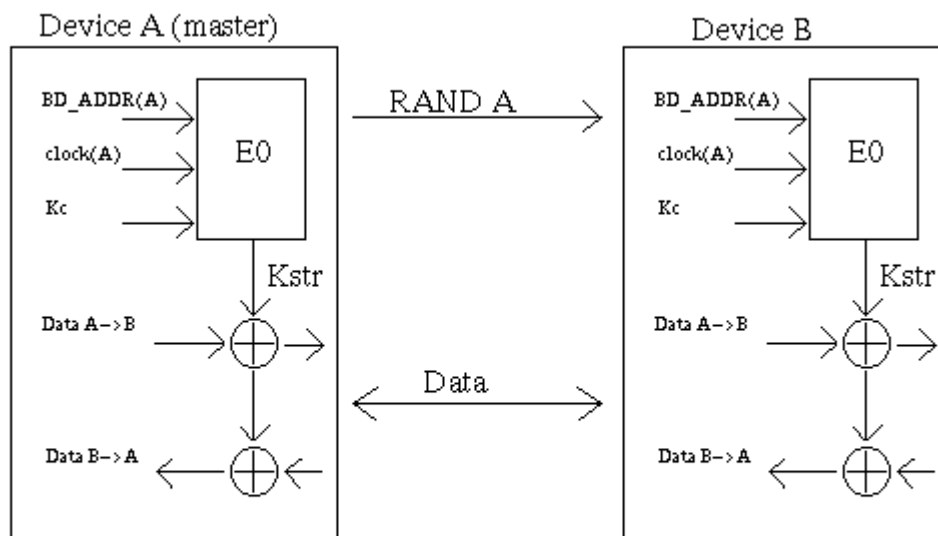 Device A (master)
BD_ADDR(A)
clock(A)
Kc
E0
Kstr
Data A->B
Data B->A
RAND A
Data
Device B
BD_ADDR(A)
clock(A)
Kc
E0
Kstr
Data A->B
Data B->A